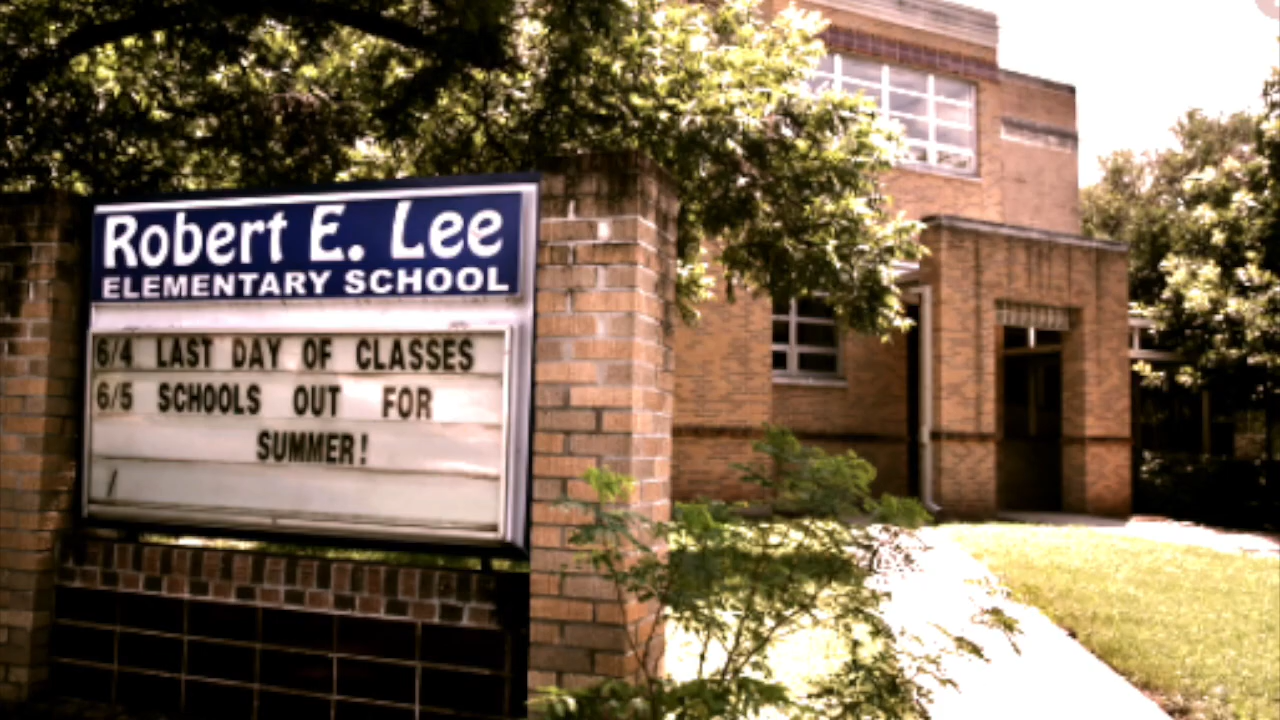 Robert E. Lee
ELEMENTARY SCHOOL
6/4 LAST DAY OF CLASSES
6/5 SCHOOLS OUT FOR
SUMMER!